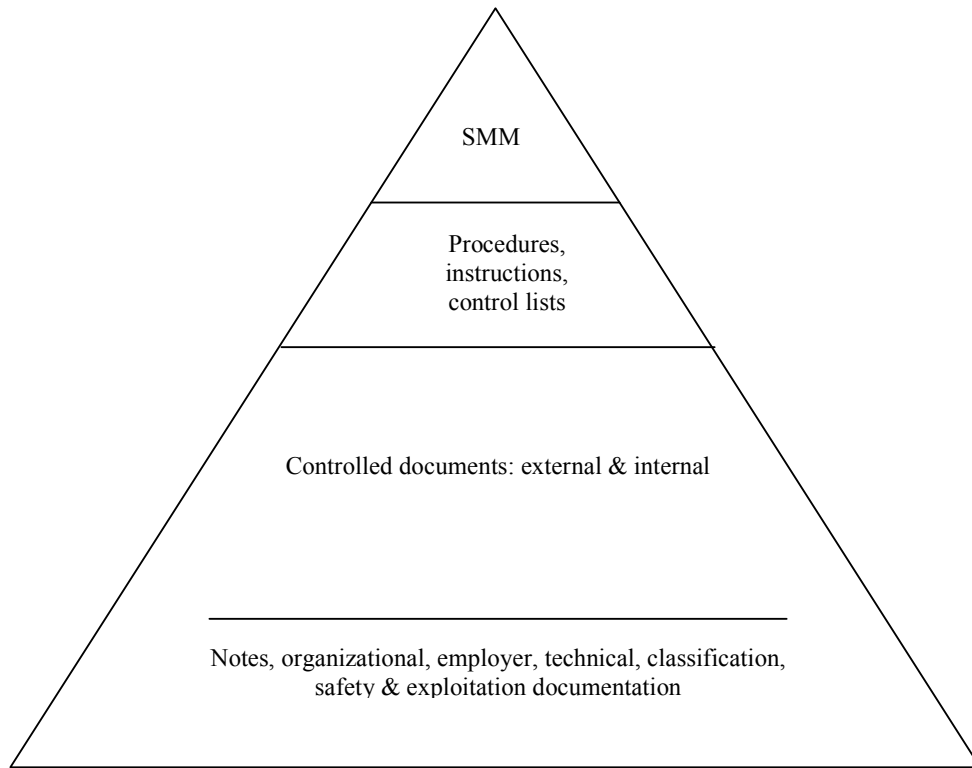 SMM
Procedures,
instructions,
control lists
Controlled documents: external & internal
Notes, organizational, employer, technical, classification,
safety & exploitation documentation